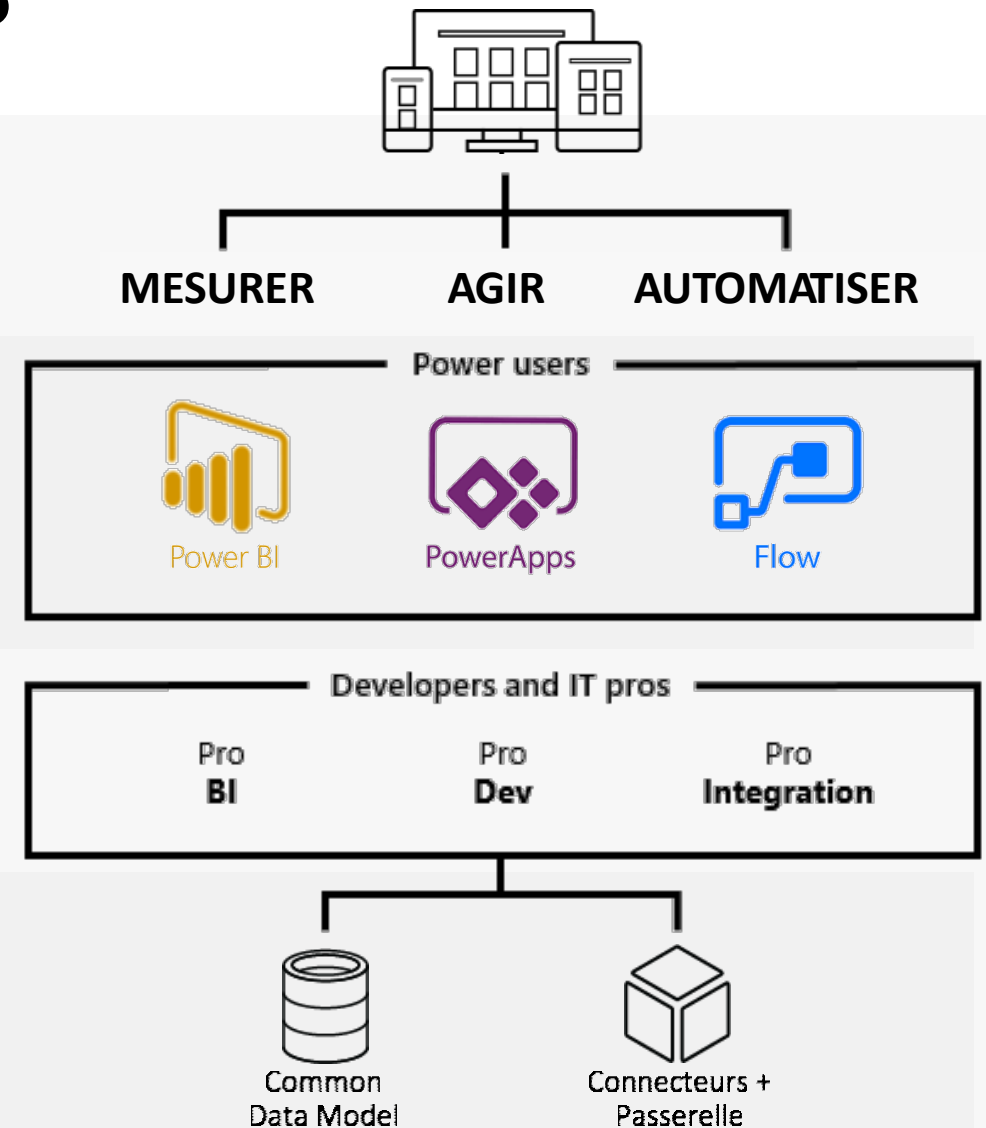 MESURER AGIR AUTOMATISER
Power users
Power BI PowerApps Flow
Developers and IT pros
Pro Pro Pro
BI Dev Integration
Common Connecteurs +
Data Model Passerelle